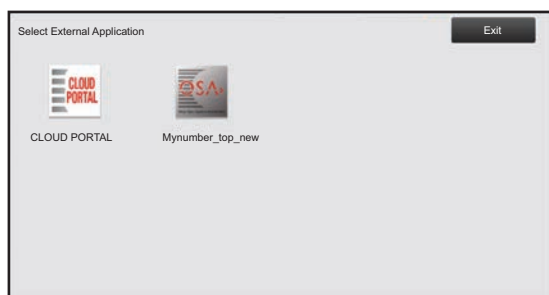 Select External Application
Exit
CLOUD
PORTAL
OSA
CLOUD PORTAL
Mynumber_top_new